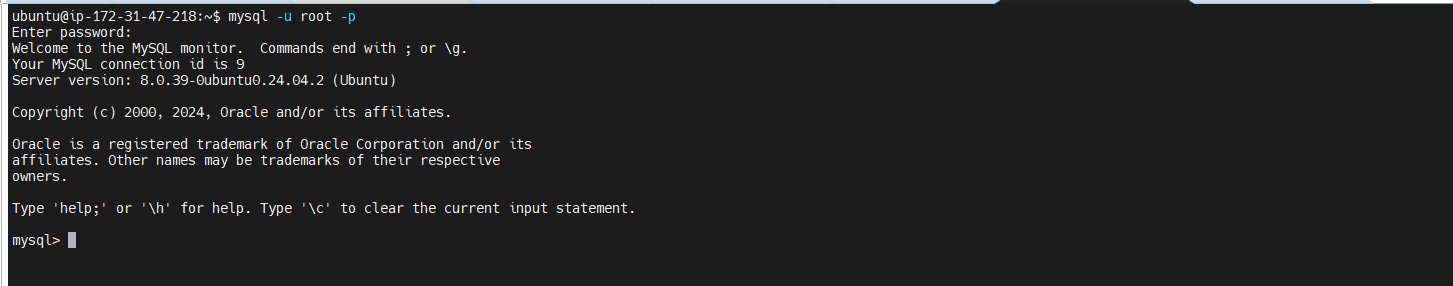 ubuntu@ip-172-31-47-218:~$ mysql -u root -p
Enter password:
Welcome to the MySQL monitor.  Commands end with ; or \g.
Your MySQL connection id is 9
Server version: 8.0.39-0ubuntu0.24.04.2 (Ubuntu)
Copyright (c) 2000, 2024, Oracle and/or its affiliates.
Oracle is a registered trademark of Oracle Corporation and/or its
affiliates. Other names may be trademarks of their respective
owners.
Type 'help;' or '\h' for help. Type '\c' to clear the current input statement.
mysql>